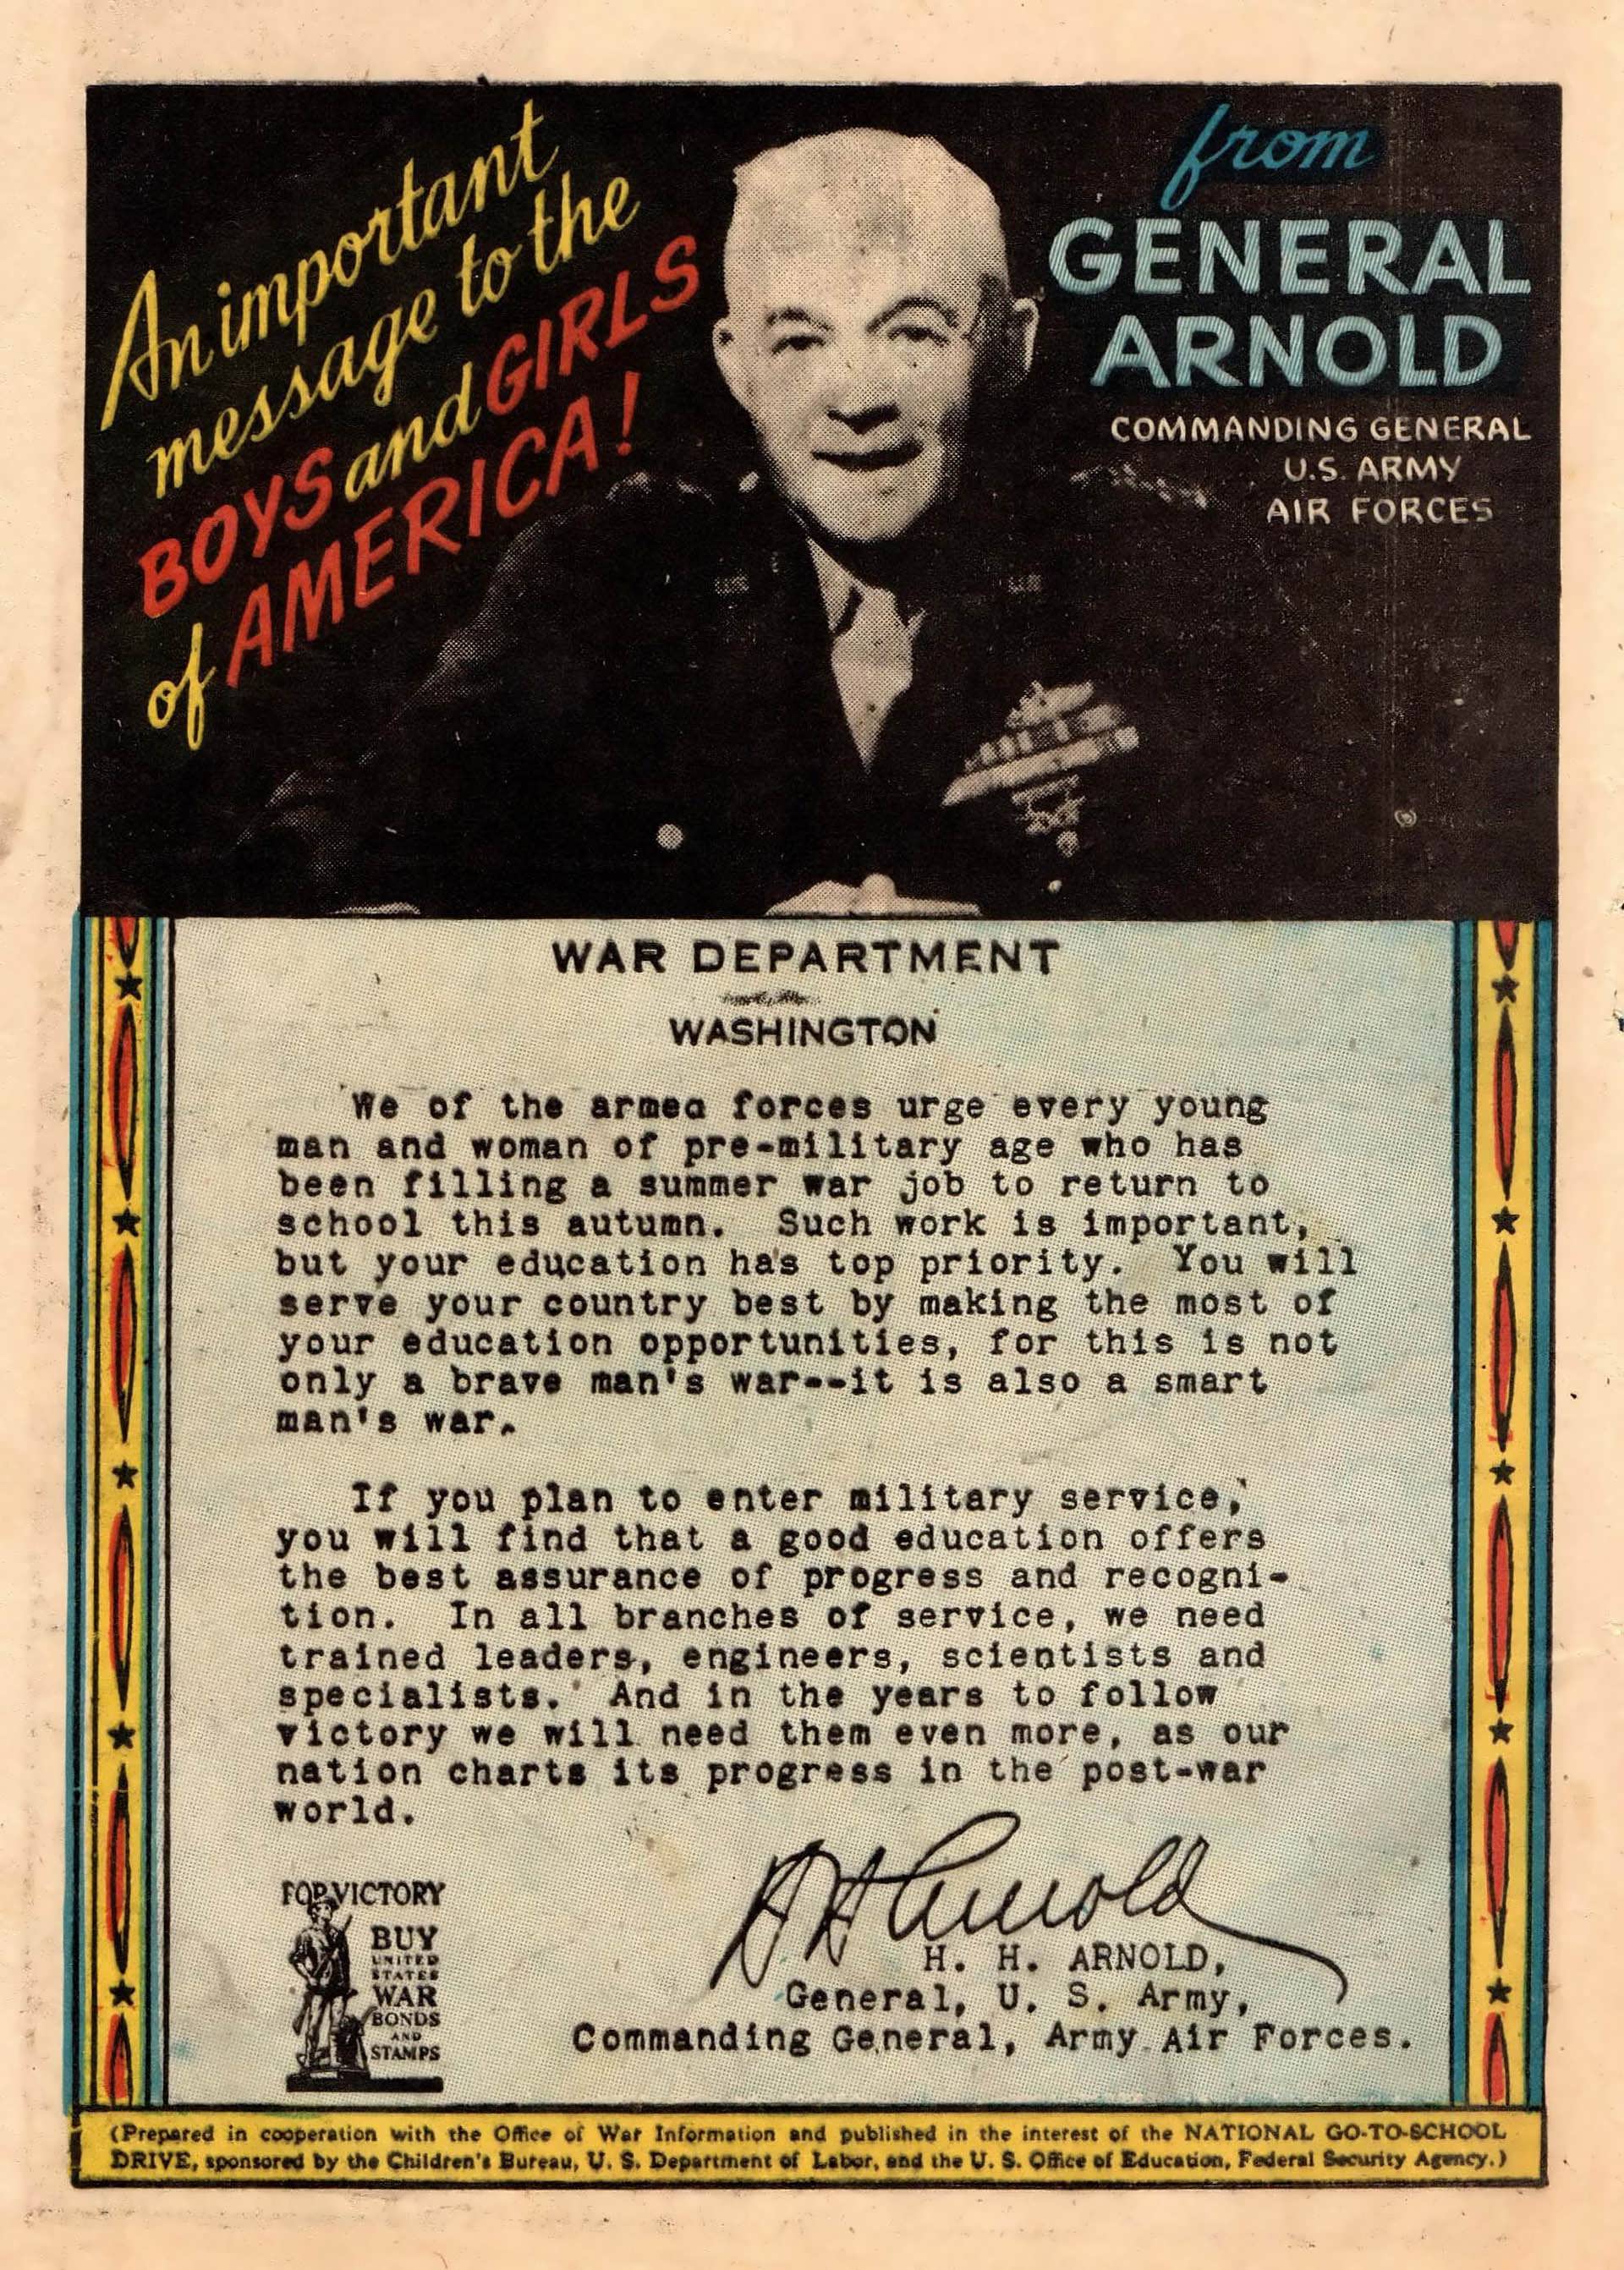 An important
message to the
BOYS and GIRLS
of AMERICA!
from
GENERAL
ARNOLD
COMMANDING GENERAL
U.S. ARMY
AIR FORCES
WAR DEPARTMENT
WASHINGTON
We of the armed forces urge every young
man and woman of pre-military age who has
been filling a summer war job to return to
school this autumn. Such work is important,
but your education has top priority. You will
serve your country best by making the most of
your education opportunities, for this is not
only a brave man's war--it is also a smart
man's war.
If you plan to enter military service,
you will find that a good education offers
the best assurance of progress and recogni-
tion. In all branches of service, we need
trained leaders, engineers, scientists and
specialists. And in the years to follow
victory we will need them even more, as our
nation charts its progress in the post-war
world.
H H Arnold
H. H. ARNOLD,
General, U. S. Army,
Commanding General, Army Air Forces.
FOR VICTORY
BUY
UNITED
STATES
WAR
BONDS
AND
STAMPS
(Prepared in cooperation with the Office of War Information and published in the interest of the NATIONAL GO-TO-SCHOOL
DRIVE, sponsored by the Children's Bureau, U. S. Department of Labor, and the U. S. Office of Education, Federal Security Agency.)